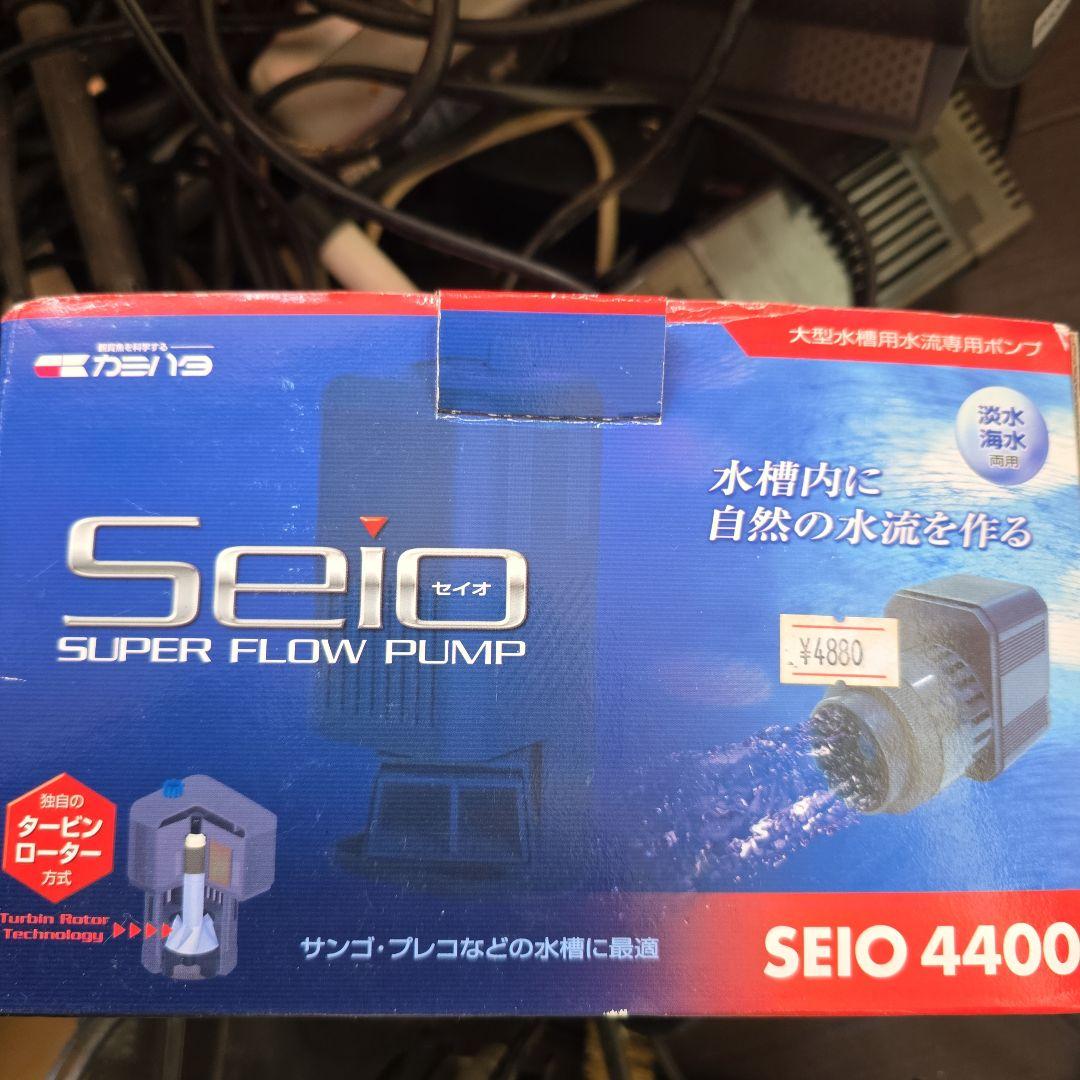 観賞魚を科学する
カミハタ
大型水槽用水流専用ポンプ
淡水
海水
両用
水槽内に
自然の水流を作る
Seio
セイオ
SUPER FLOW PUMP
¥4880
独自の
タービン
ローター
方式
Turbin Rotor
Technology
サンゴ・プレコなどの水槽に最適
SEIO 4400